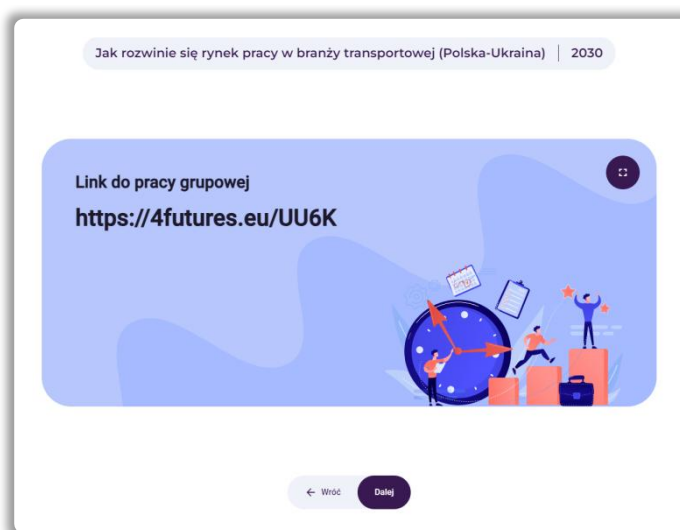 Jak rozwinie się rynek pracy w branży transportowej (Polska-Ukraina) | 2030
Link do pracy grupowej
https://4futures.eu/UU6K
← Wróć Dalej